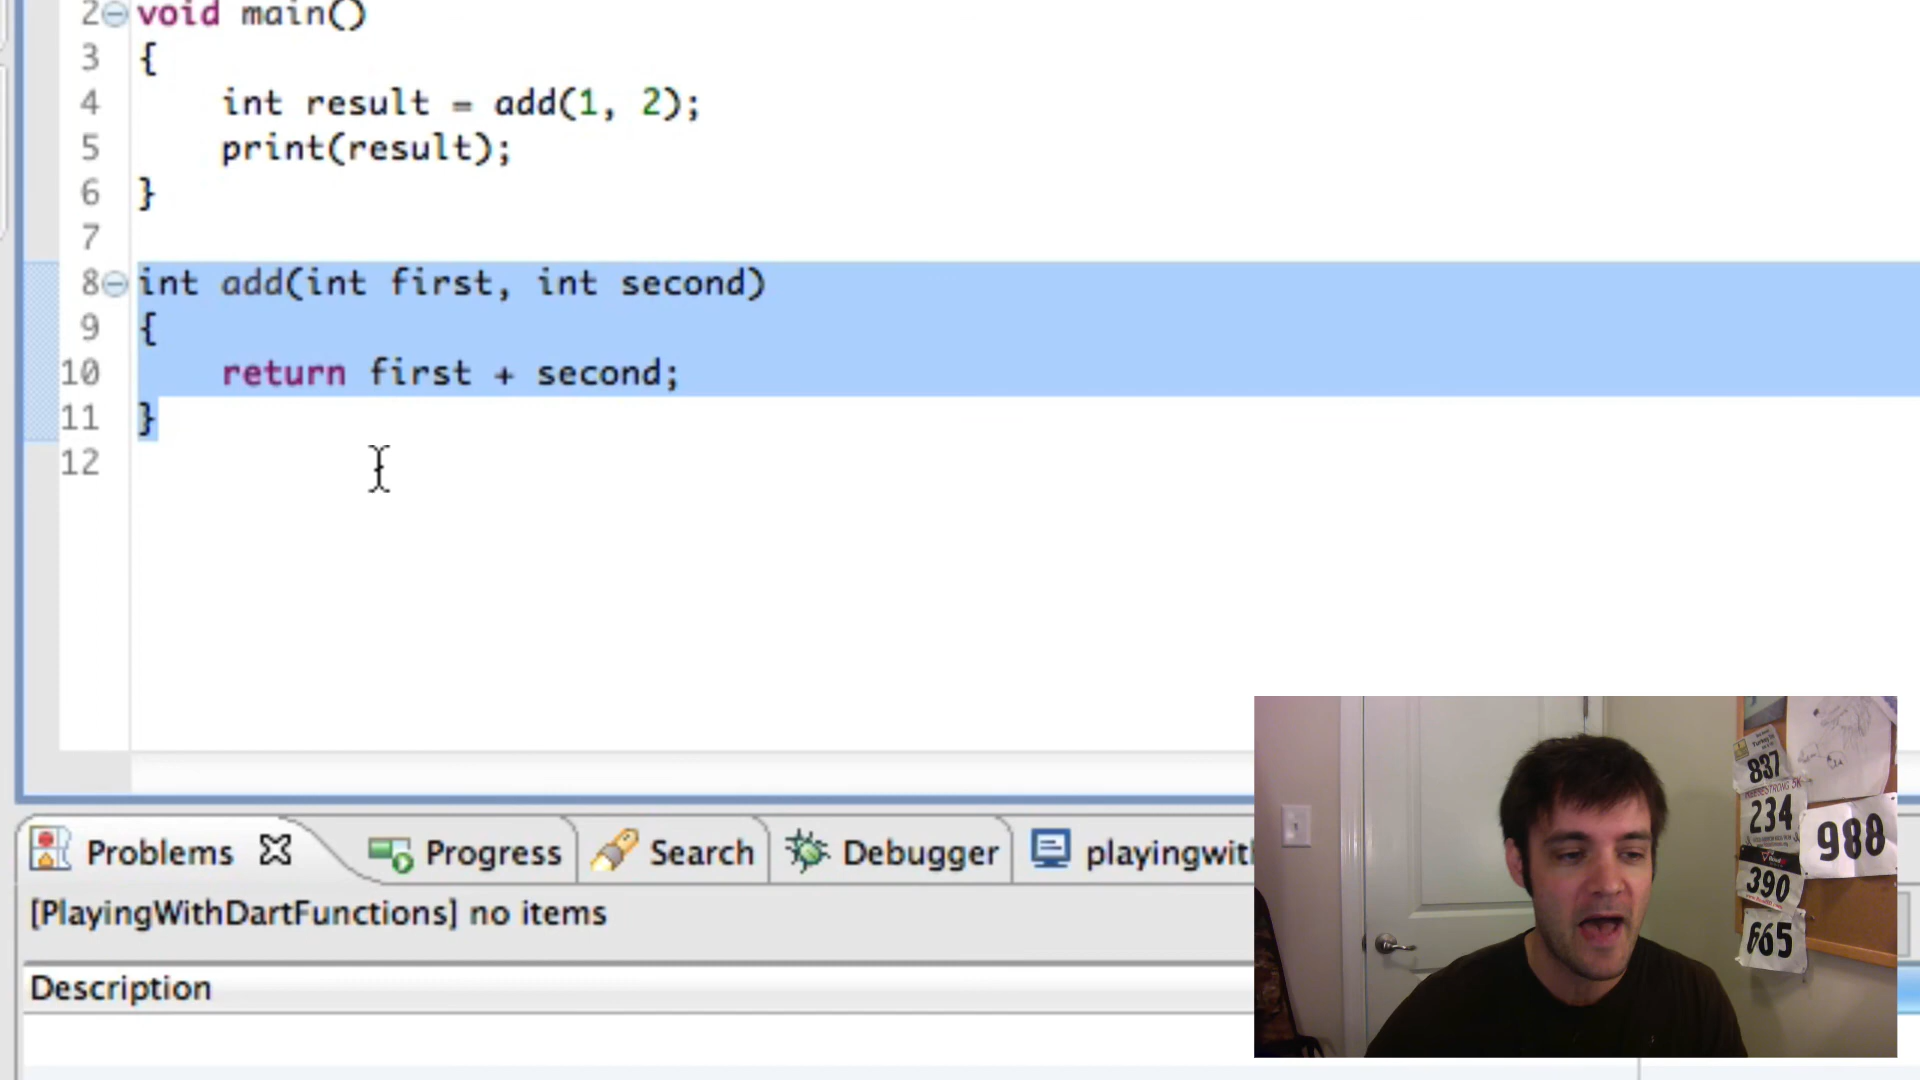 2 void main()
3 {
4 int result = add(1, 2);
5 print(result);
6 }
7
8 int add(int first, int second)
9 {
10 return first + second;
11 }
12
Problems Progress Search Debugger playingwit
[PlayingWithDartFunctions] no items
Description
837
234
988
390
665